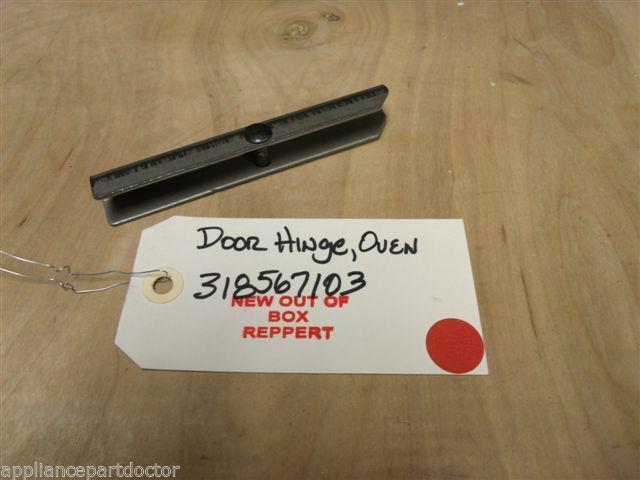 DOOR HINGE, OVEN
318567103
NEW OUT OF
BOX
REPPERT
appliancepartdoctor